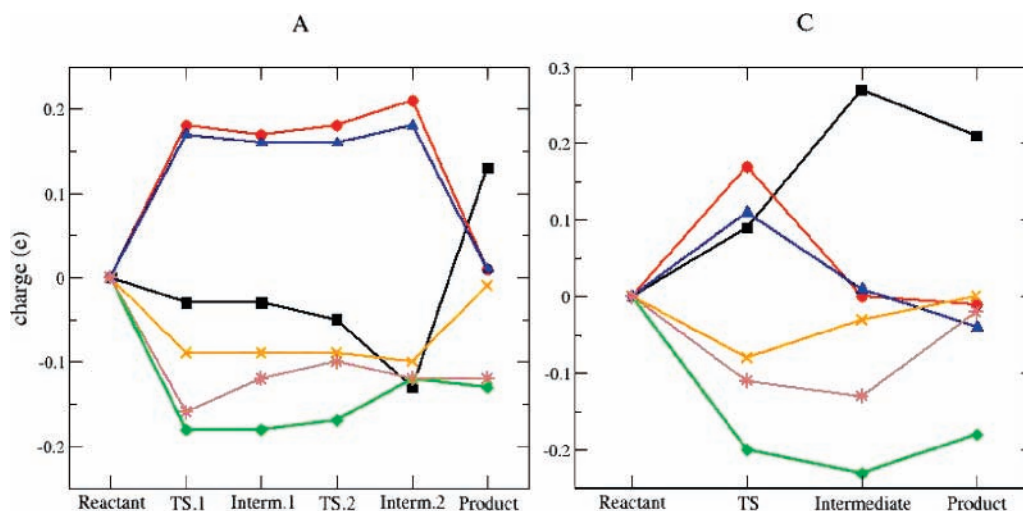 A
C
charge (e)
0.2
0.1
0
-0.1
-0.2
Reactant TS.1 Interm.1 TS.2 Interm.2 Product
0.3
0.2
0.1
0
-0.1
-0.2
Reactant TS Intermediate Product